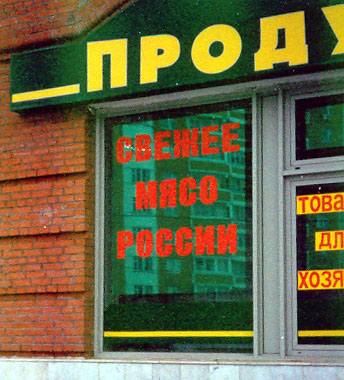 ПРОДУ
СВЕЖЕЕ
МЯСО
РОССИИ
ТОВА
ДЛ
ХОЗЯ